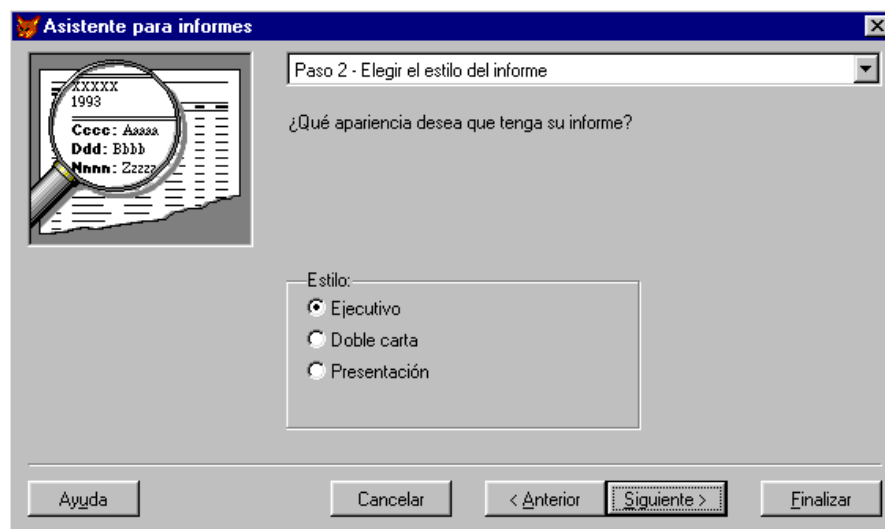 Asistente para informes
Paso 2 - Elegir el estilo del informe
XXXXX
1993
Cccc: Aaaaa
Ddd: Bbbb
Nnnn: Zzzzz
¿Qué apariencia desea que tenga su informe?
Estilo:
Ejecutivo
Doble carta
Presentación
Ayuda
Cancelar
< Anterior
Siguiente >
Finalizar